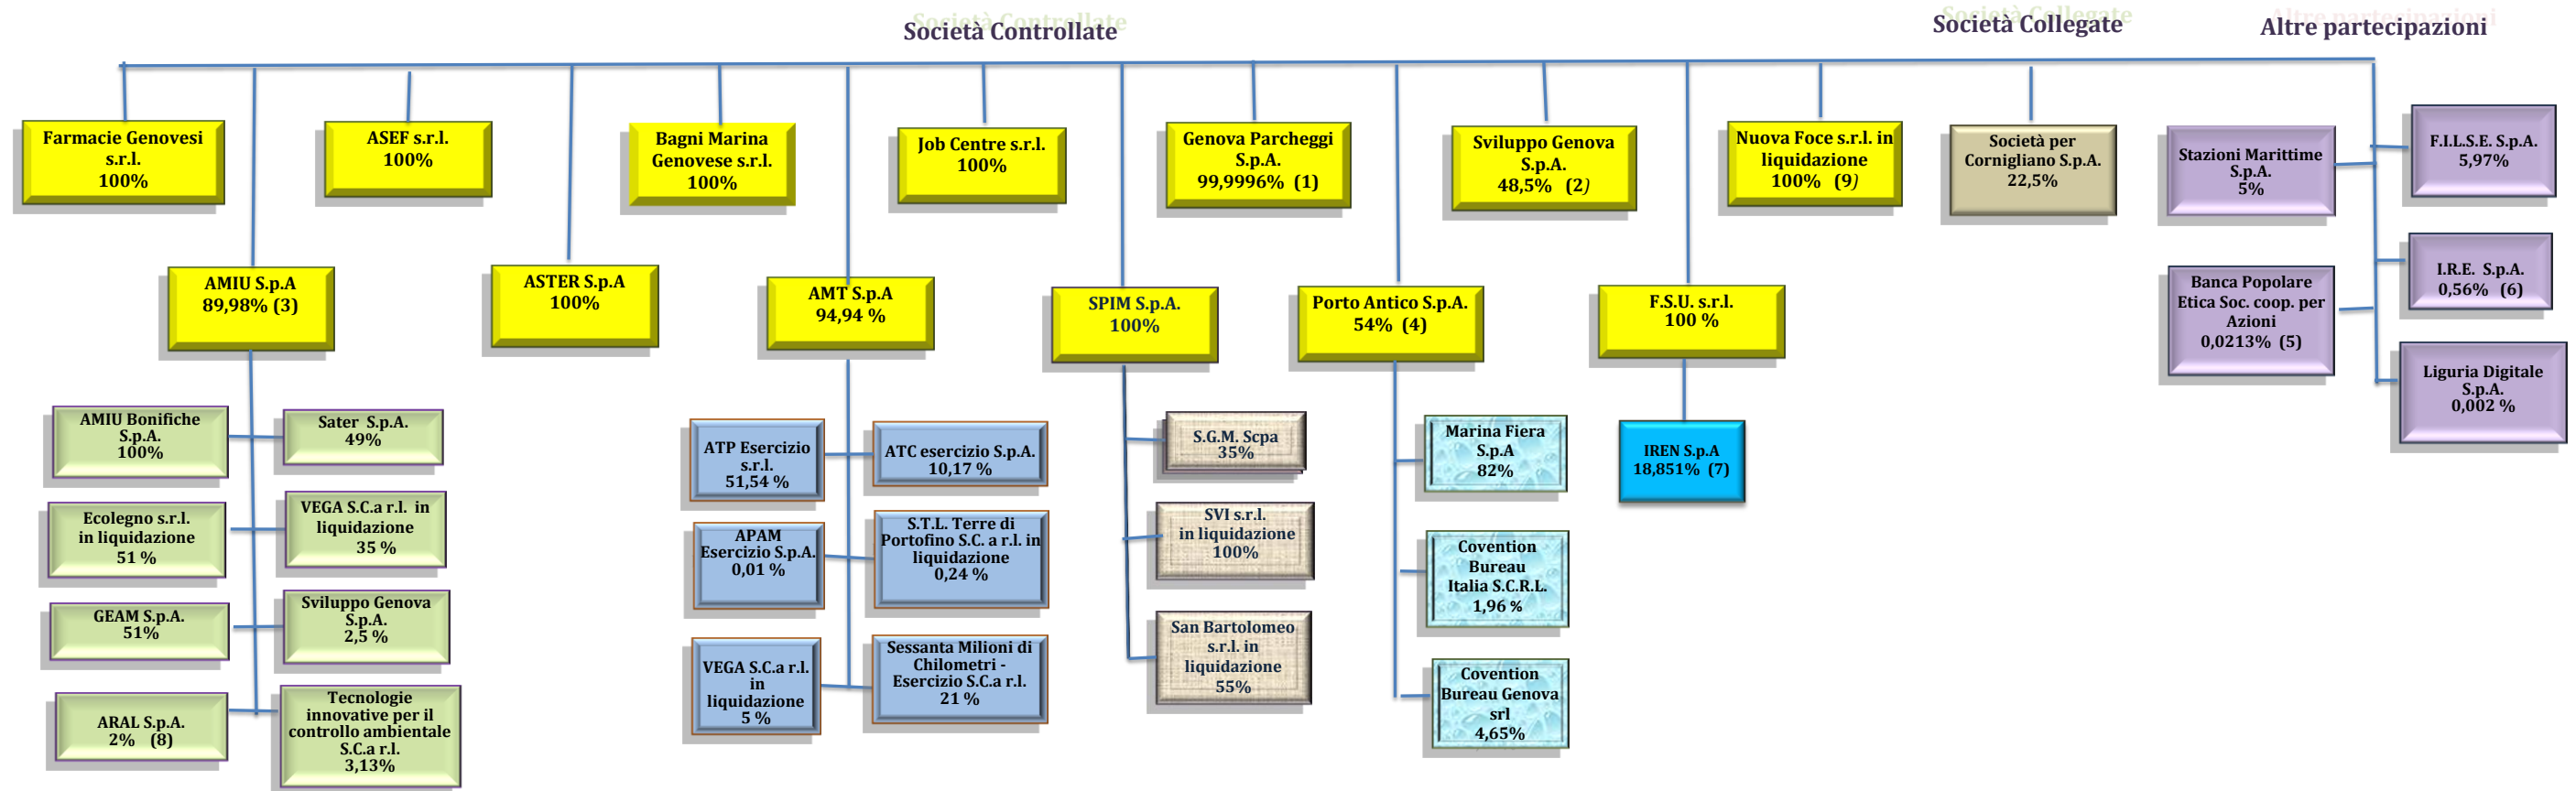 Società Controllate
Società Collegate
Altre partecipazioni
Farmacie Genovesi
s.r.l.
100%
ASEF s.r.l.
100%
Bagni Marina
Genovese s.r.l.
100%
Job Centre s.r.l.
100%
Genova Parcheggi
S.p.A.
99,9996% (1)
Sviluppo Genova
S.p.A.
48,5% (2)
Nuova Foce s.r.l. in
liquidazione
100% (9)
Società per
Cornigliano S.p.A.
22,5%
Stazioni Marittime
S.p.A.
5%
F.I.L.S.E. S.p.A.
5,97%
AMIU S.p.A
89,98% (3)
ASTER S.p.A
100%
AMT S.p.A
94,94 %
SPIM S.p.A.
100%
Porto Antico S.p.A.
54% (4)
F.S.U. s.r.l.
100 %
Banca Popolare
Etica Soc. coop. per
Azioni
0,0213% (5)
I.R.E. S.p.A.
0,56% (6)
Liguria Digitale
S.p.A.
0,002 %
AMIU Bonifiche
S.p.A.
100%
Sater S.p.A.
49%
Ecolegno s.r.l.
in liquidazione
51 %
VEGA S.C.a r.l. in
liquidazione
35 %
GEAM S.p.A.
51%
Sviluppo Genova
S.p.A.
2,5 %
ARAL S.p.A.
2% (8)
Tecnologie
innovative per il
controllo ambientale
S.C.a r.l.
3,13%
ATP Esercizio
s.r.l.
51,54 %
ATC esercizio S.p.A.
10,17 %
APAM
Esercizio S.p.A.
0,01 %
S.T.L. Terre di
Portofino S.C. a r.l. in
liquidazione
0,24 %
VEGA S.C.a r.l.
in
liquidazione
5 %
Sessanta Milioni di
Chilometri -
Esercizio S.C.a r.l.
21 %
S.G.M. Scpa
35%
SVI s.r.l.
in liquidazione
100%
San Bartolomeo
s.r.l. in
liquidazione
55%
Marina Fiera
S.p.A
82%
Covention
Bureau
Italia S.C.R.L.
1,96 %
Covention
Bureau Genova
srl
4,65%
IREN S.p.A
18,851% (7)